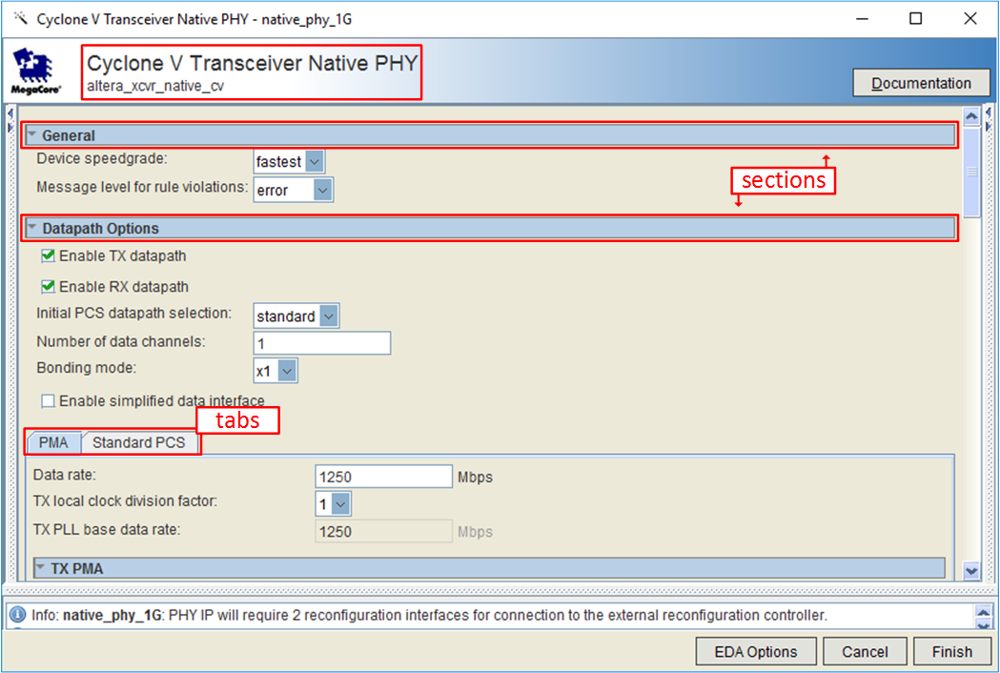 Cyclone V Transceiver Native PHY - native_phy_1G
Cyclone V Transceiver Native PHY
altera_xcvr_native_cv
MegaCore®
Documentation
General
Device speedgrade: fastest
Message level for rule violations: error
sections
Datapath Options
Enable TX datapath
Enable RX datapath
Initial PCS datapath selection: standard
Number of data channels: 1
Bonding mode: x1
Enable simplified data interface
tabs
PMA Standard PCS
Data rate: 1250 Mbps
TX local clock division factor: 1
TX PLL base data rate: 1250 Mbps
TX PMA
Info: native_phy_1G: PHY IP will require 2 reconfiguration interfaces for connection to the external reconfiguration controller.
EDA Options Cancel Finish